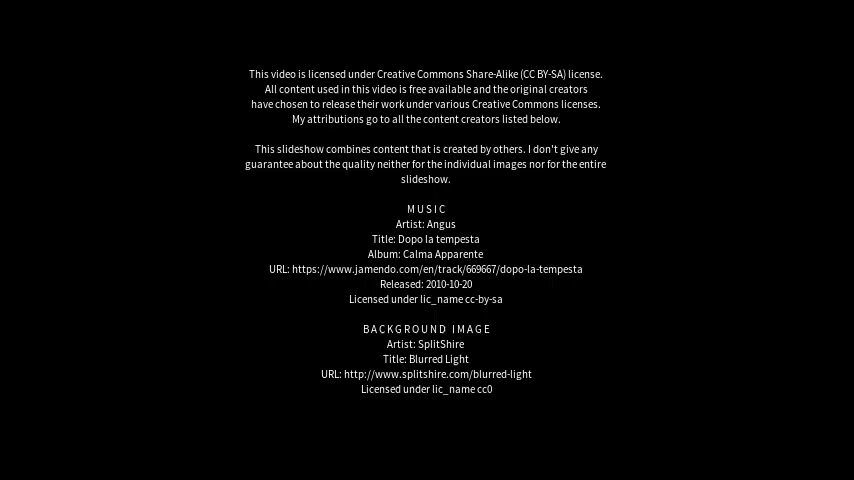 This video is licensed under Creative Commons Share-Alike (CC BY-SA) license.
All content used in this video is free available and the original creators
have chosen to release their work under various Creative Commons licenses.
My attributions go to all the content creators listed below.
This slideshow combines content that is created by others. I don't give any
guarantee about the quality neither for the individual images nor for the entire
slideshow.
MUSIC
Artist: Angus
Title: Dopo la tempesta
Album: Calma Apparente
URL: https://www.jamendo.com/en/track/669667/dopo-la-tempesta
Released: 2010-10-20
Licensed under lic_name cc-by-sa
BACKGROUND IMAGE
Artist: SplitShire
Title: Blurred Light
URL: http://www.splitshire.com/blurred-light
Licensed under lic_name cc0